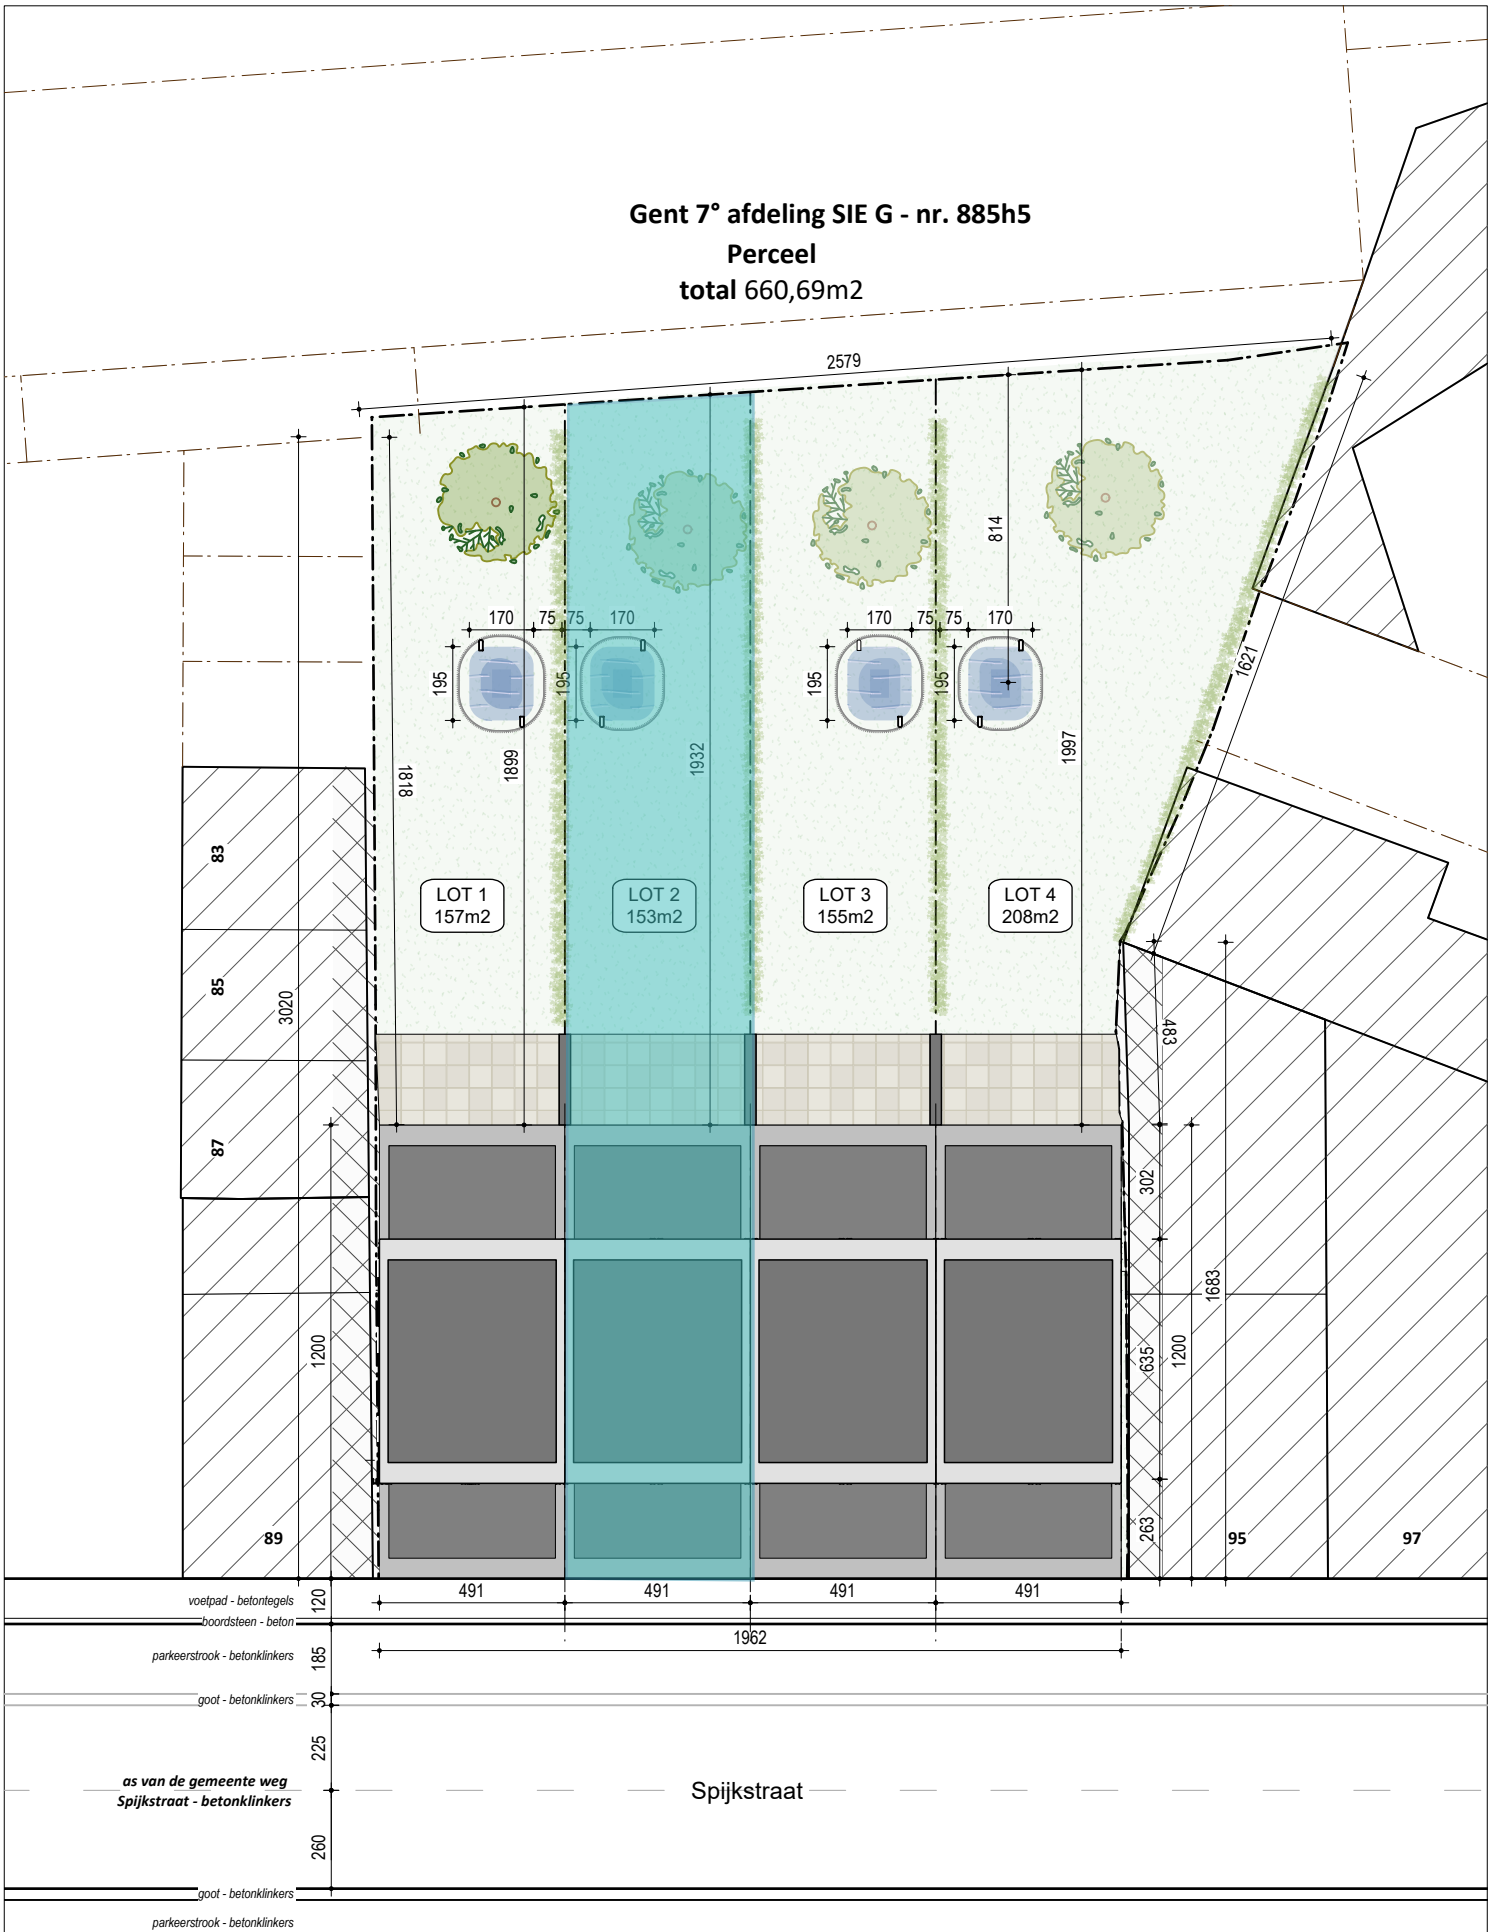 Gent 7° afdeling SIE G - nr. 885h5
Perceel
total 660,69m2
2579
814
170 75 75 170
170 75 75 170
195
195
195
195
1621
1818
1899
1932
1997
83
85
87
89
LOT 1
157m2
LOT 2
153m2
LOT 3
155m2
LOT 4
208m2
3020
483
302
1683
1200
635
1200
263
95
97
491
491
491
491
1962
voetpad - betontegels
120
boordsteen - beton
parkeerstrook - betonklinkers
185
goot - betonklinkers
30
225
as van de gemeente weg
Spijkstraat - betonklinkers
Spijkstraat
260
goot - betonklinkers
parkeerstrook - betonklinkers